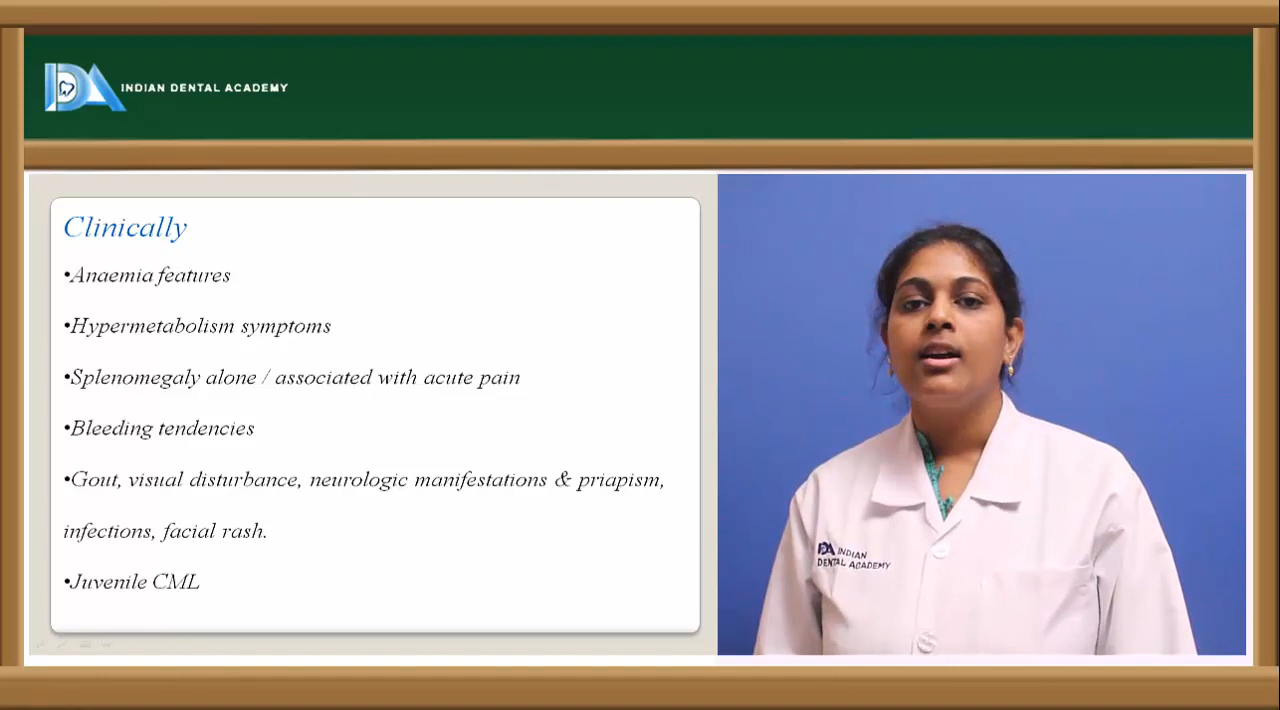 INDIAN DENTAL ACADEMY
Clinically
•Anaemia features
•Hypermetabolism symptoms
•Splenomegaly alone / associated with acute pain
•Bleeding tendencies
•Gout, visual disturbance, neurologic manifestations & priapism,
infections, facial rash.
•Juvenile CML
IDA INDIAN
DENTAL ACADEMY